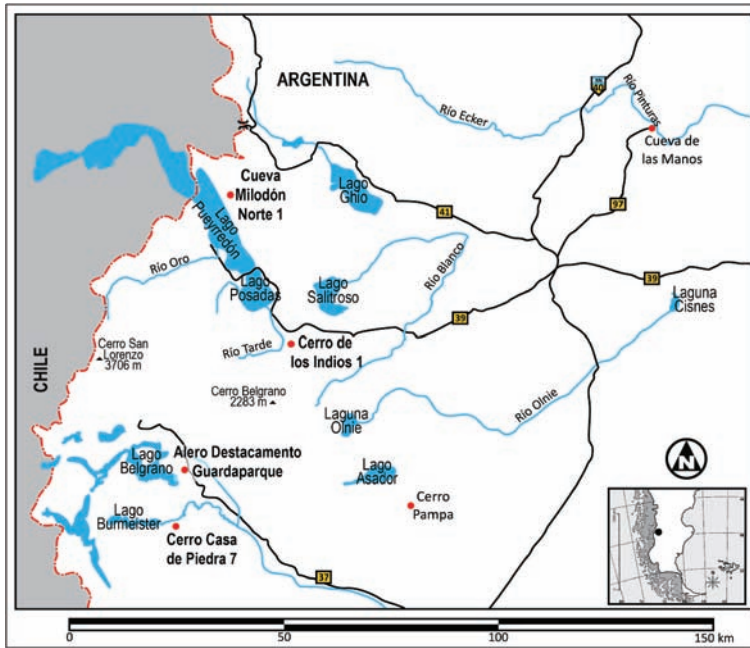 ARGENTINA
40
Río Ecker
Río Pinturas
Cueva de
las Manos
Cueva
Milodón
Norte 1
Lago
Ghio
Lago
Pueyrredón
41
97
Río Oro
Lago
Posadas
Lago
Salitroso
Río Blanco
39
39
Laguna
Cisnes
CHILE
Cerro San
Lorenzo
3706 m
Río Tarde
Cerro de
los Indios 1
Cerro Belgrano
2283 m
Laguna
Olnie
Río Olnie
Lago
Belgrano
Alero Destacamento
Guardaparque
Lago
Asador
Cerro
Pampa
Lago
Burmeister
Cerro Casa
de Piedra 7
37
N
0
50
100
150 km